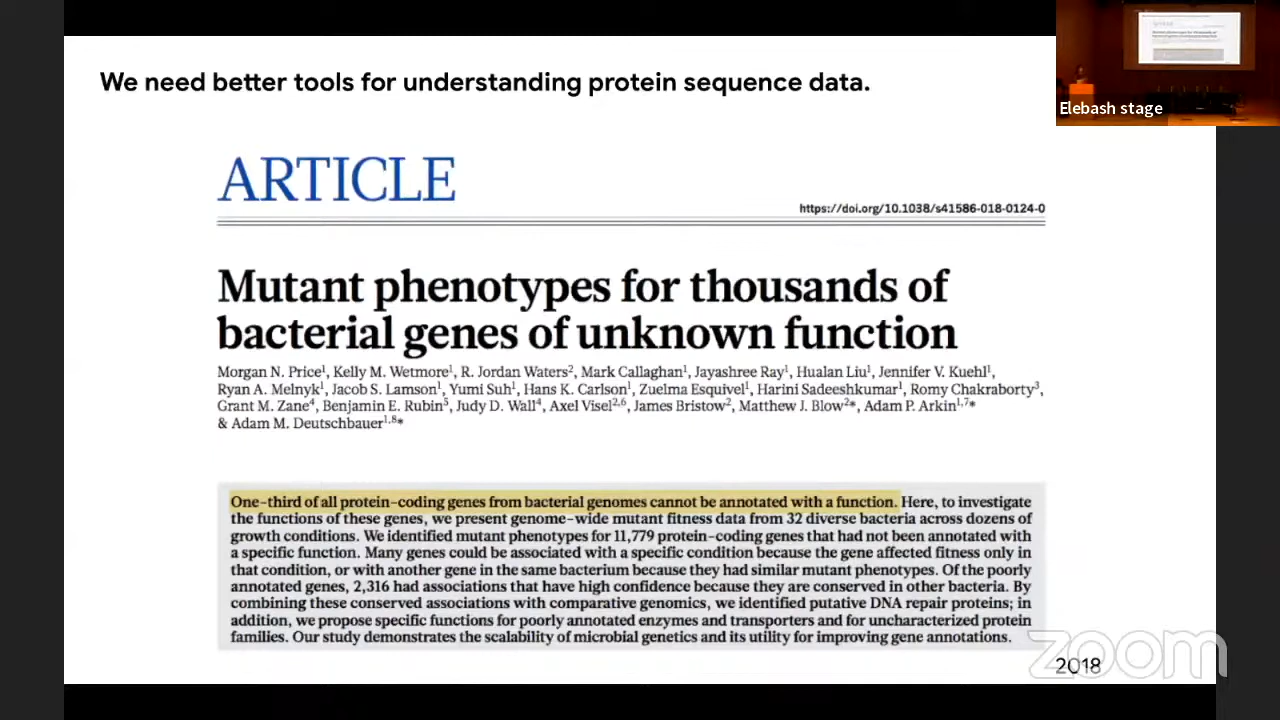 We need better tools for understanding protein sequence data.
Elebash stage
ARTICLE
https://doi.org/10.1038/s41586-018-0124-0
Mutant phenotypes for thousands of
bacterial genes of unknown function
Morgan N. Price1, Kelly M. Wetmore1, R. Jordan Waters2, Mark Callaghan1, Jayashree Ray1, Hualan Liu1, Jennifer V. Kuehl1,
Ryan A. Melnyk1, Jacob S. Lamson1, Yumi Suh1, Hans K. Carlson1, Zuelma Esquivel1, Harini Sadeeshkumar1, Romy Chakraborty3,
Grant M. Zane4, Benjamin E. Rubin5, Judy D. Wall4, Axel Visel2,6, James Bristow2, Matthew J. Blow2*, Adam P. Arkin1,7*
& Adam M. Deutschbauer1,8*
One-third of all protein-coding genes from bacterial genomes cannot be annotated with a function. Here, to investigate
the functions of these genes, we present genome-wide mutant fitness data from 32 diverse bacteria across dozens of
growth conditions. We identified mutant phenotypes for 11,779 protein-coding genes that had not been annotated with
a specific function. Many genes could be associated with a specific condition because the gene affected fitness only in
that condition, or with another gene in the same bacterium because they had similar mutant phenotypes. Of the poorly
annotated genes, 2,316 had associations that have high confidence because they are conserved in other bacteria. By
combining these conserved associations with comparative genomics, we identified putative DNA repair proteins; in
addition, we propose specific functions for poorly annotated enzymes and transporters and for uncharacterized protein
families. Our study demonstrates the scalability of microbial genetics and its utility for improving gene annotations.
zoom
2018